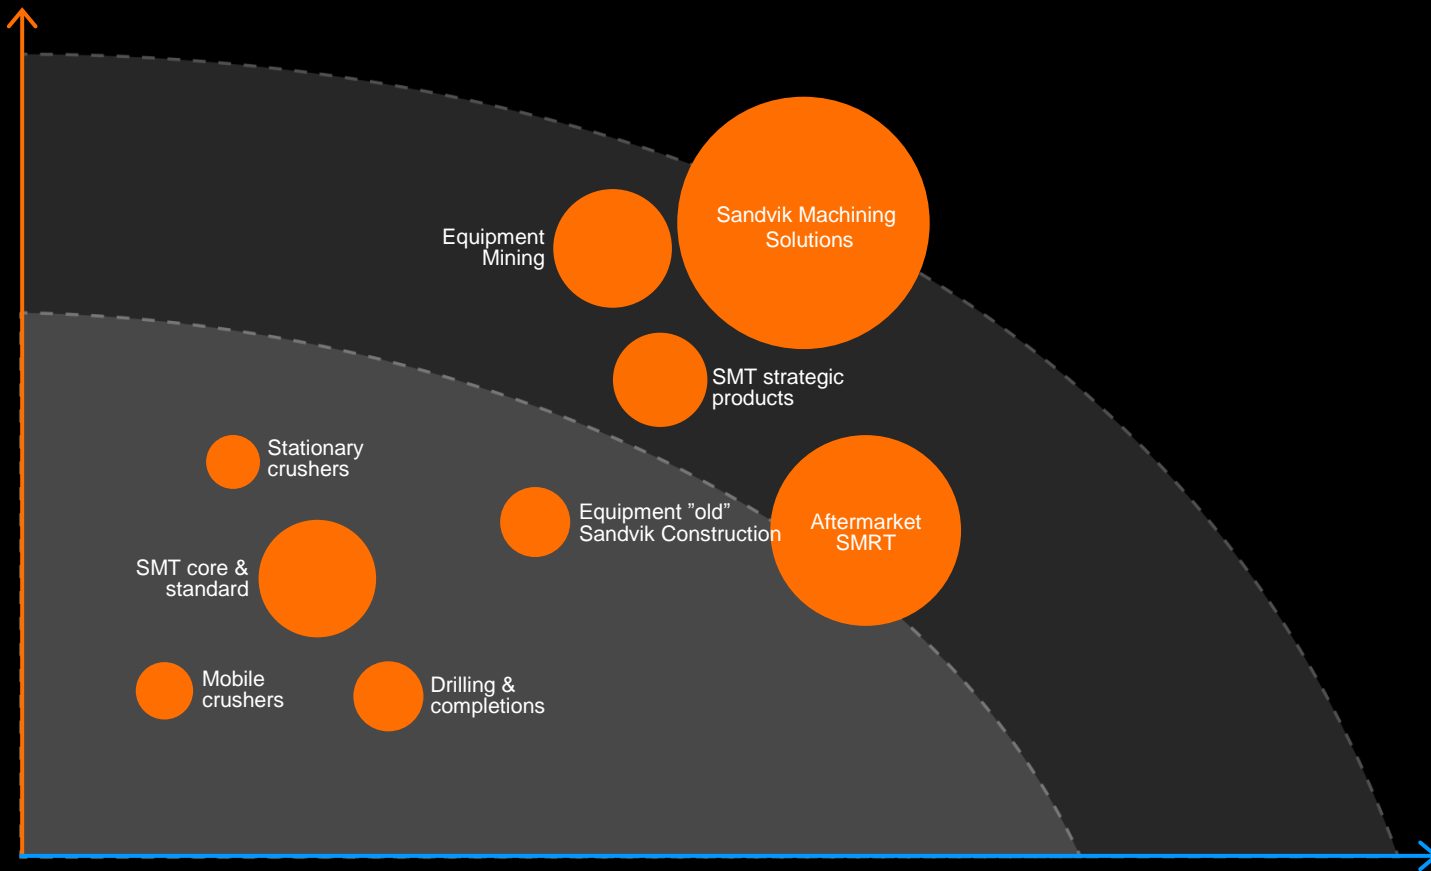 Sandvik Machining
Solutions
Equipment
Mining
SMT strategic
products
Stationary
crushers
Equipment ”old”
Sandvik Construction
Aftermarket
SMRT
SMT core &
standard
Mobile
crushers
Drilling &
completions